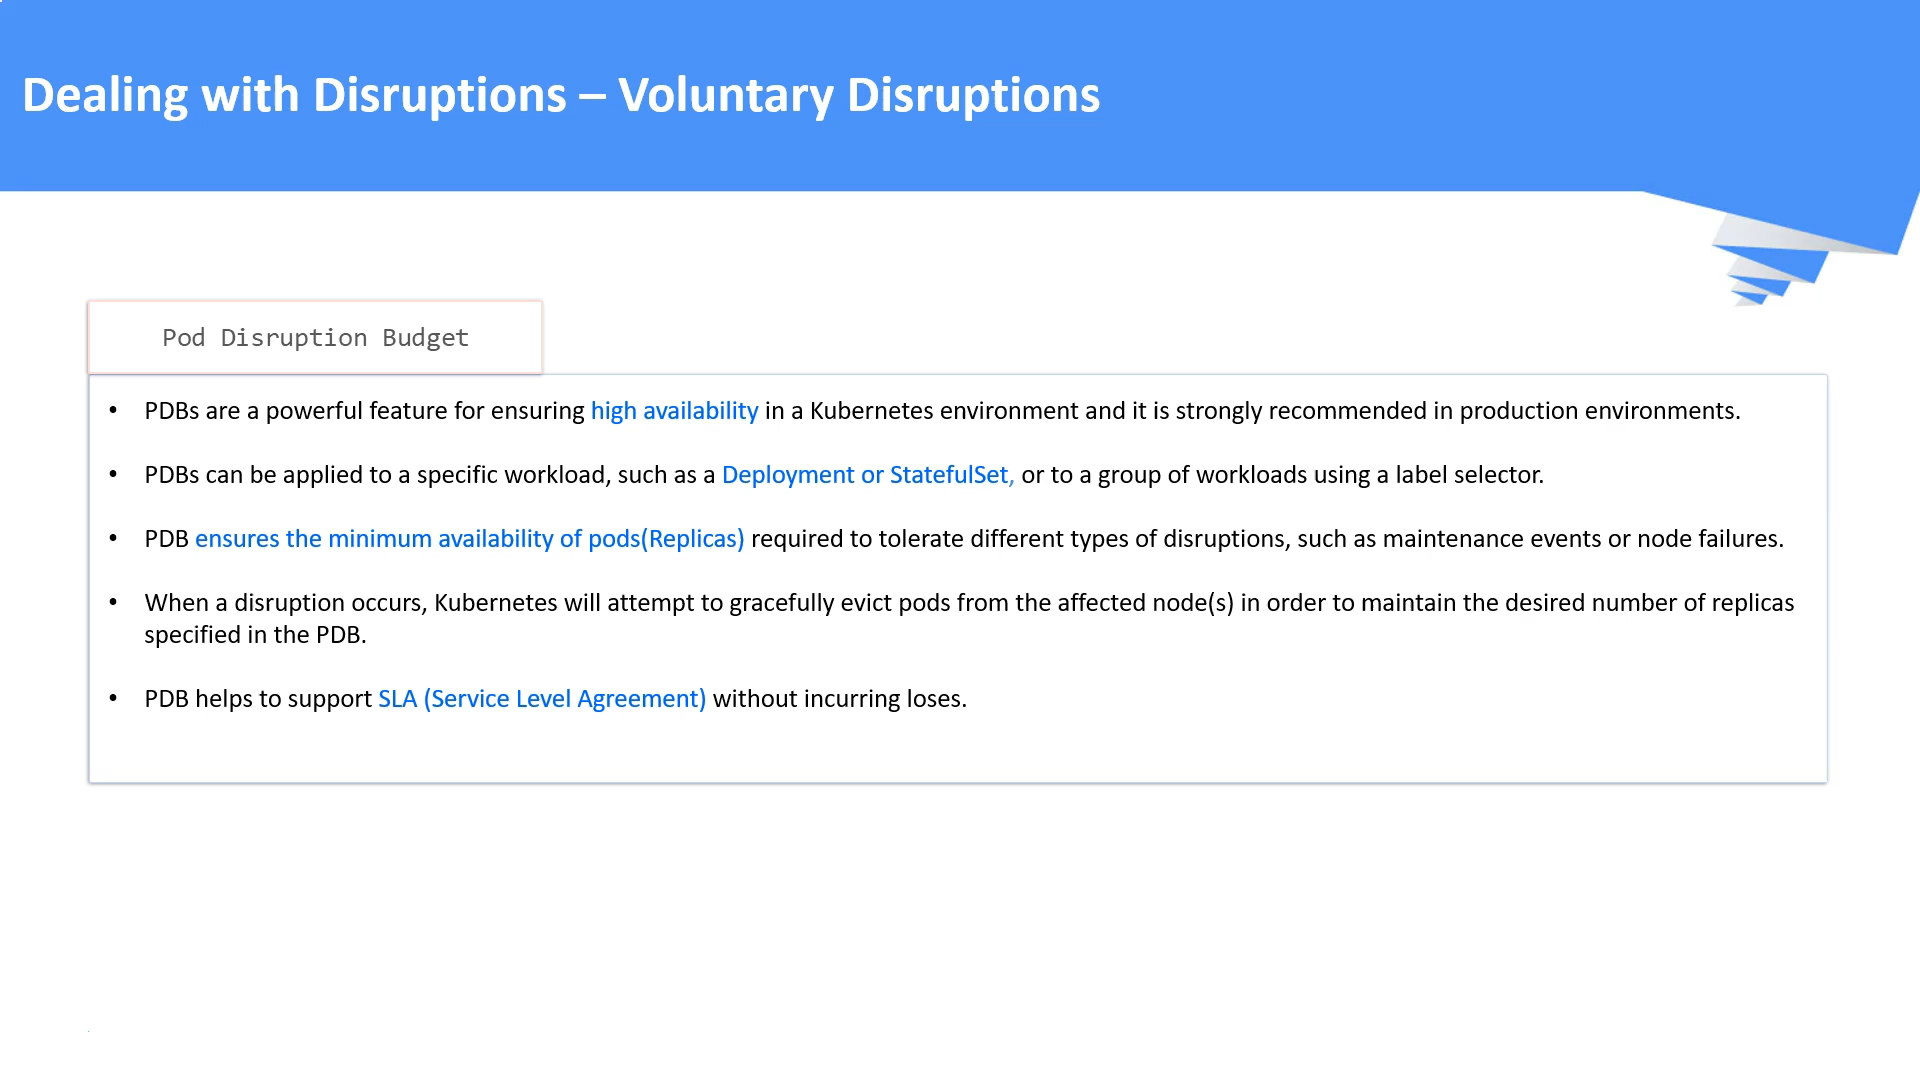 Dealing with Disruptions – Voluntary Disruptions
Pod Disruption Budget
• PDBs are a powerful feature for ensuring high availability in a Kubernetes environment and it is strongly recommended in production environments.
• PDBs can be applied to a specific workload, such as a Deployment or StatefulSet, or to a group of workloads using a label selector.
• PDB ensures the minimum availability of pods(Replicas) required to tolerate different types of disruptions, such as maintenance events or node failures.
• When a disruption occurs, Kubernetes will attempt to gracefully evict pods from the affected node(s) in order to maintain the desired number of replicas
specified in the PDB.
• PDB helps to support SLA (Service Level Agreement) without incurring loses.